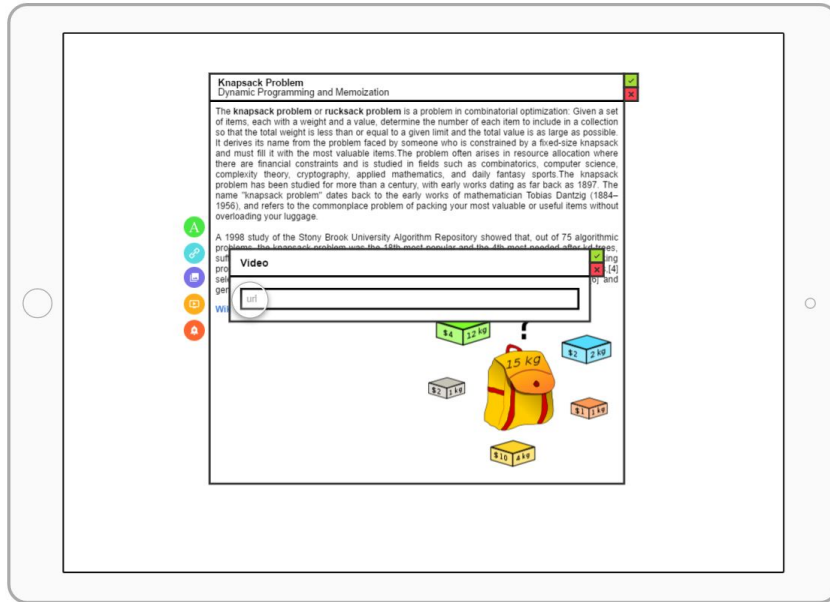 Knapsack Problem
Dynamic Programming and Memoization
The knapsack problem or rucksack problem is a problem in combinatorial optimization: Given a set
of items, each with a weight and a value, determine the number of each item to include in a collection
so that the total weight is less than or equal to a given limit and the total value is as large as possible.
It derives its name from the problem faced by someone who is constrained by a fixed-size knapsack
and must fill it with the most valuable items.The problem often arises in resource allocation where
there are financial constraints and is studied in fields such as combinatorics, computer science,
complexity theory, cryptography, applied mathematics, and daily fantasy sports.The knapsack
problem has been studied for more than a century, with early works dating as far back as 1897. The
name "knapsack problem" dates back to the early works of mathematician Tobias Dantzig (1884–
1956), and refers to the commonplace problem of packing your most valuable or useful items without
overloading your luggage.
A
A 1998 study of the Stony Brook University Algorithm Repository showed that, out of 75 algorithmic
problems, the knapsack problem was the 18th most popular and the 4th most needed after kd-trees,
Video
.[4]
6] and
url
?
$4 12 kg
15 kg
$2 2 kg
$2 1 kg
$1 1 kg
$10 4 kg